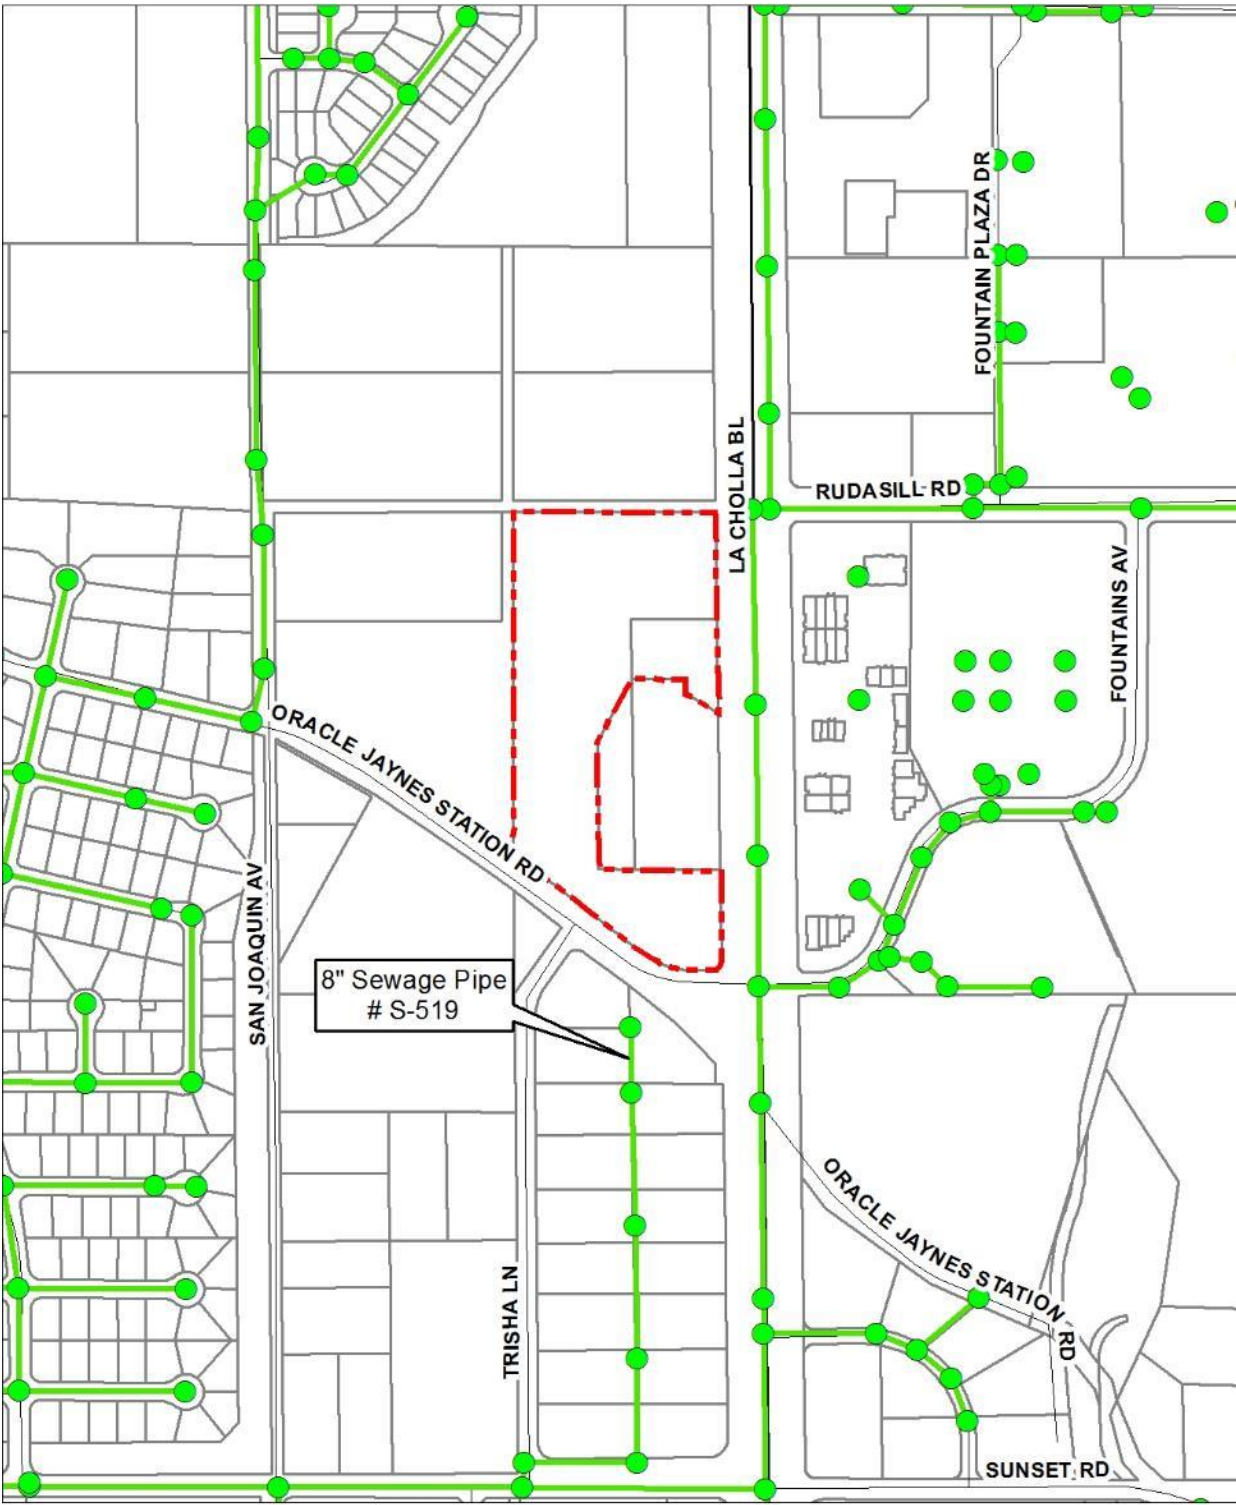 FOUNTAIN PLAZA DR
LA CHOLLA BL
RUDASILL RD
FOUNTAINS AV
ORACLE JAYNES STATION RD
SAN JOAQUIN AV
8" Sewage Pipe
# S-519
ORACLE JAYNES STATION RD
TRISHA LN
SUNSET RD